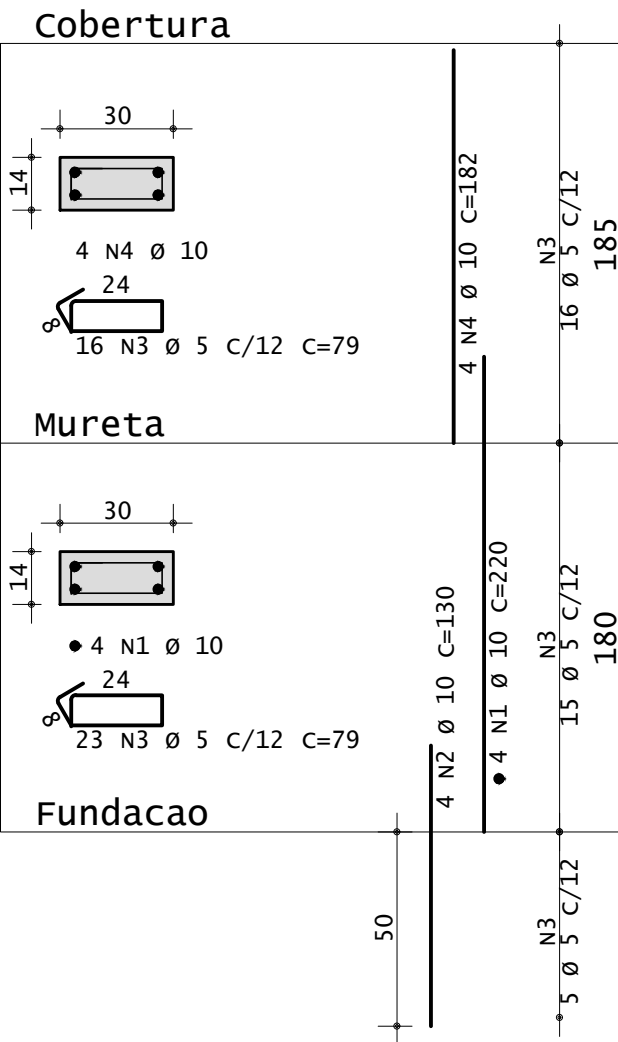 Cobertura
30
14
4 N4 Ø 10
24
8
16 N3 Ø 5 C/12 C=79
4 N4 Ø 10 C=182
N3
16 Ø 5 C/12
185
Mureta
30
14
4 N1 Ø 10
24
8
23 N3 Ø 5 C/12 C=79
4 N2 Ø 10 C=130
4 N1 Ø 10 C=220
N3
15 Ø 5 C/12
180
Fundacao
50
N3
5 Ø 5 C/12